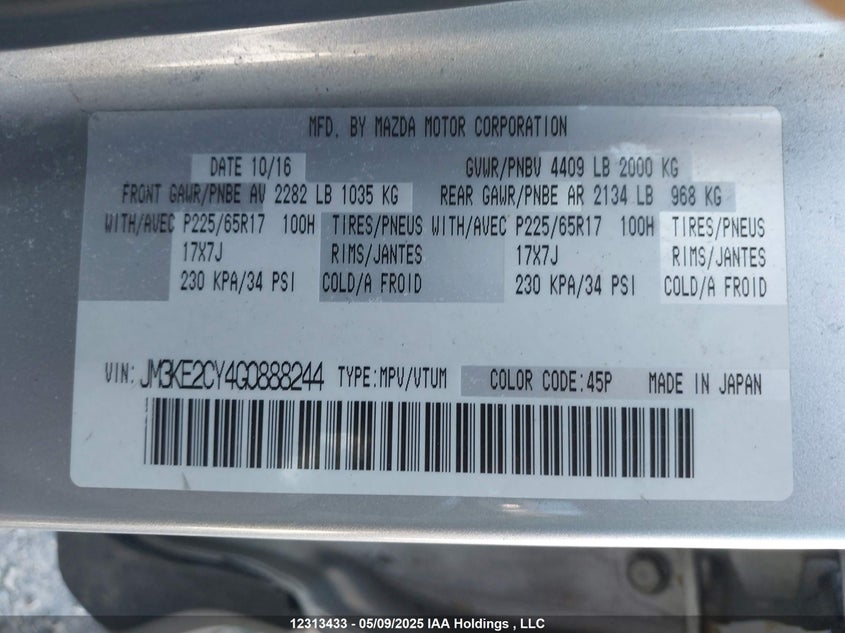 MFD. BY MAZDA MOTOR CORPORATION
DATE 10/16 GVWR/PNBV 4409 LB 2000 KG
FRONT GAWR/PNBE AV 2282 LB 1035 KG REAR GAWR/PNBE AR 2134 LB 968 KG
WITH/AVEC P225/65R17 100H TIRES/PNEUS WITH/AVEC P225/65R17 100H TIRES/PNEUS
17X7J RIMS/JANTES 17X7J RIMS/JANTES
230 KPA/34 PSI COLD/A FROID 230 KPA/34 PSI COLD/A FROID
VIN: JM3KE2CY4G0888244 TYPE:MPV/VTUM COLOR CODE:45P MADE IN JAPAN
12313433 - 05/09/2025 IAA Holdings , LLC